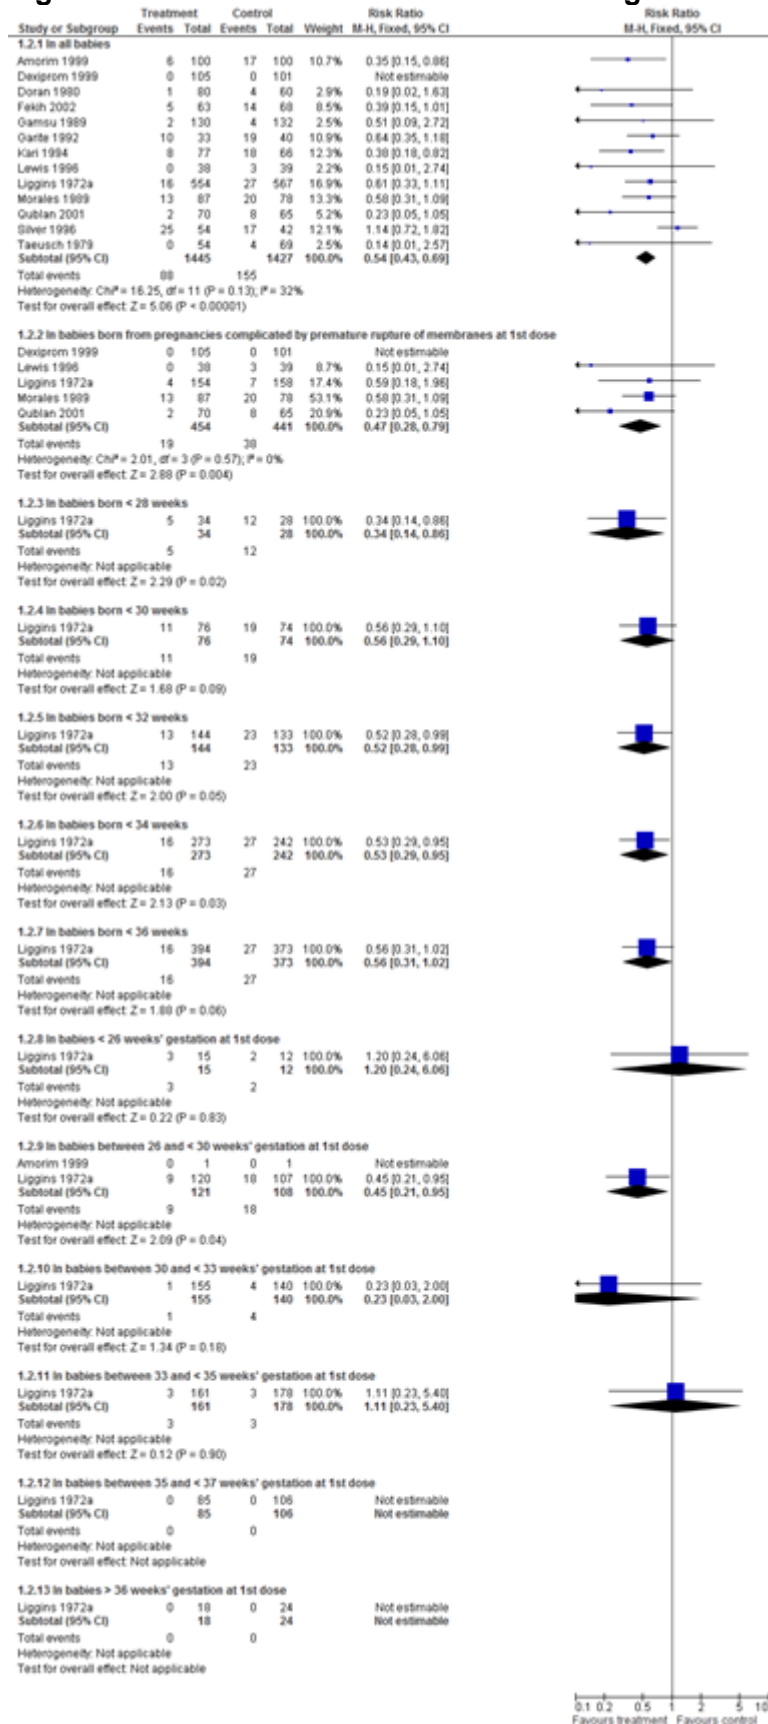 Treatment Control Risk Ratio Risk Ratio
Study or Subgroup Events Total Events Total Weight M-H, Fixed, 95% CI M-H, Fixed, 95% CI
1.2.1 In all babies
Amorim 1999 6 100 17 100 10.7% 0.35 [0.15, 0.86]
Dexiprom 1999 0 105 0 101 Not estimable
Doran 1980 1 80 4 60 2.9% 0.19 [0.02, 1.63]
Fekih 2002 5 63 14 68 8.5% 0.39 [0.15, 1.01]
Gamsu 1989 2 130 4 132 2.5% 0.51 [0.09, 2.72]
Garite 1992 10 33 19 40 10.9% 0.64 [0.35, 1.18]
Kari 1994 8 77 18 66 12.3% 0.38 [0.18, 0.82]
Lewis 1996 0 38 3 39 2.2% 0.15 [0.01, 2.74]
Liggins 1972a 16 554 27 567 16.9% 0.61 [0.33, 1.11]
Morales 1989 13 87 20 78 13.3% 0.58 [0.31, 1.09]
Qublan 2001 2 70 8 65 5.2% 0.23 [0.05, 1.05]
Silver 1996 25 54 17 42 12.1% 1.14 [0.72, 1.82]
Taeusch 1979 0 54 4 69 2.5% 0.14 [0.01, 2.57]
Subtotal (95% CI) 1445 1427 100.0% 0.54 [0.43, 0.69]
Total events 88 155
Heterogeneity: Chi² = 16.25, df = 11 (P = 0.13); I² = 32%
Test for overall effect: Z = 5.06 (P < 0.00001)
1.2.2 In babies born from pregnancies complicated by premature rupture of membranes at 1st dose
Dexiprom 1999 0 105 0 101 Not estimable
Lewis 1996 0 38 3 39 8.7% 0.15 [0.01, 2.74]
Liggins 1972a 4 154 7 158 17.4% 0.59 [0.18, 1.96]
Morales 1989 13 87 20 78 53.1% 0.58 [0.31, 1.09]
Qublan 2001 2 70 8 65 20.9% 0.23 [0.05, 1.05]
Subtotal (95% CI) 454 441 100.0% 0.47 [0.28, 0.79]
Total events 19 38
Heterogeneity: Chi² = 2.01, df = 3 (P = 0.57); I² = 0%
Test for overall effect: Z = 2.88 (P = 0.004)
1.2.3 In babies born < 28 weeks
Liggins 1972a 5 34 12 28 100.0% 0.34 [0.14, 0.86]
Subtotal (95% CI) 34 28 100.0% 0.34 [0.14, 0.86]
Total events 5 12
Heterogeneity: Not applicable
Test for overall effect: Z = 2.29 (P = 0.02)
1.2.4 In babies born < 30 weeks
Liggins 1972a 11 76 19 74 100.0% 0.56 [0.29, 1.10]
Subtotal (95% CI) 76 74 100.0% 0.56 [0.29, 1.10]
Total events 11 19
Heterogeneity: Not applicable
Test for overall effect: Z = 1.68 (P = 0.09)
1.2.5 In babies born < 32 weeks
Liggins 1972a 13 144 23 133 100.0% 0.52 [0.28, 0.99]
Subtotal (95% CI) 144 133 100.0% 0.52 [0.28, 0.99]
Total events 13 23
Heterogeneity: Not applicable
Test for overall effect: Z = 2.00 (P = 0.05)
1.2.6 In babies born < 34 weeks
Liggins 1972a 16 273 27 242 100.0% 0.53 [0.29, 0.95]
Subtotal (95% CI) 273 242 100.0% 0.53 [0.29, 0.95]
Total events 16 27
Heterogeneity: Not applicable
Test for overall effect: Z = 2.13 (P = 0.03)
1.2.7 In babies born < 36 weeks
Liggins 1972a 16 394 27 373 100.0% 0.56 [0.31, 1.02]
Subtotal (95% CI) 394 373 100.0% 0.56 [0.31, 1.02]
Total events 16 27
Heterogeneity: Not applicable
Test for overall effect: Z = 1.88 (P = 0.06)
1.2.8 In babies < 26 weeks' gestation at 1st dose
Liggins 1972a 3 15 2 12 100.0% 1.20 [0.24, 6.06]
Subtotal (95% CI) 15 12 100.0% 1.20 [0.24, 6.06]
Total events 3 2
Heterogeneity: Not applicable
Test for overall effect: Z = 0.22 (P = 0.83)
1.2.9 In babies between 26 and < 30 weeks' gestation at 1st dose
Amorim 1999 0 1 0 1 Not estimable
Liggins 1972a 9 120 18 107 100.0% 0.45 [0.21, 0.95]
Subtotal (95% CI) 121 108 100.0% 0.45 [0.21, 0.95]
Total events 9 18
Heterogeneity: Not applicable
Test for overall effect: Z = 2.09 (P = 0.04)
1.2.10 In babies between 30 and < 33 weeks' gestation at 1st dose
Liggins 1972a 1 155 4 140 100.0% 0.23 [0.03, 2.00]
Subtotal (95% CI) 155 140 100.0% 0.23 [0.03, 2.00]
Total events 1 4
Heterogeneity: Not applicable
Test for overall effect: Z = 1.34 (P = 0.18)
1.2.11 In babies between 33 and < 35 weeks' gestation at 1st dose
Liggins 1972a 3 161 3 178 100.0% 1.11 [0.23, 5.40]
Subtotal (95% CI) 161 178 100.0% 1.11 [0.23, 5.40]
Total events 3 3
Heterogeneity: Not applicable
Test for overall effect: Z = 0.12 (P = 0.90)
1.2.12 In babies between 35 and < 37 weeks' gestation at 1st dose
Liggins 1972a 0 85 0 106 Not estimable
Subtotal (95% CI) 85 106 Not estimable
Total events 0 0
Heterogeneity: Not applicable
Test for overall effect: Not applicable
1.2.13 In babies > 36 weeks' gestation at 1st dose
Liggins 1972a 0 18 0 24 Not estimable
Subtotal (95% CI) 18 24 Not estimable
Total events 0 0
Heterogeneity: Not applicable
Test for overall effect: Not applicable
0.1 0.2 0.5 1 2 5 10
Favours treatment Favours control